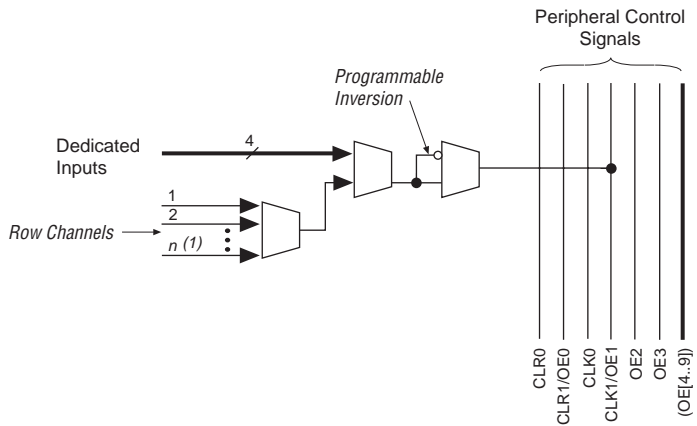 Peripheral Control
Signals
Programmable
Inversion
Dedicated
Inputs
4
1
2
n (1)
Row Channels
CLR0
CLR1/OE0
CLK0
CLK1/OE1
OE2
OE3
(OE[4..9])